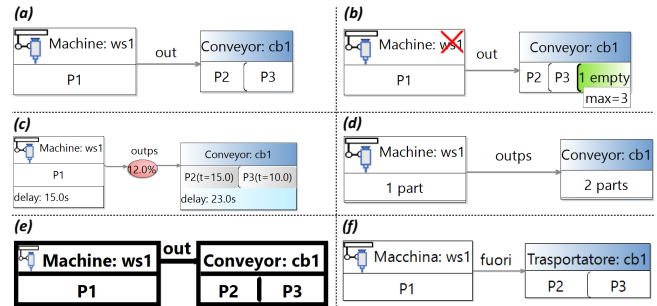 (a)
Machine: ws1
P1
out
Conveyor: cb1
P2 P3
(b)
Machine: ws1
P1
out
Conveyor: cb1
P2 P3 1 empty
max=3
(c)
Machine: ws1
P1
delay: 15.0s
outps
12.0%
Conveyor: cb1
P2(t=15.0) P3(t=10.0)
delay: 23.0s
(d)
Machine: ws1
1 part
outps
Conveyor: cb1
2 parts
(e)
Machine: ws1
P1
out
Conveyor: cb1
P2 P3
(f)
Macchina: ws1
P1
fuori
Trasportatore: cb1
P2 P3